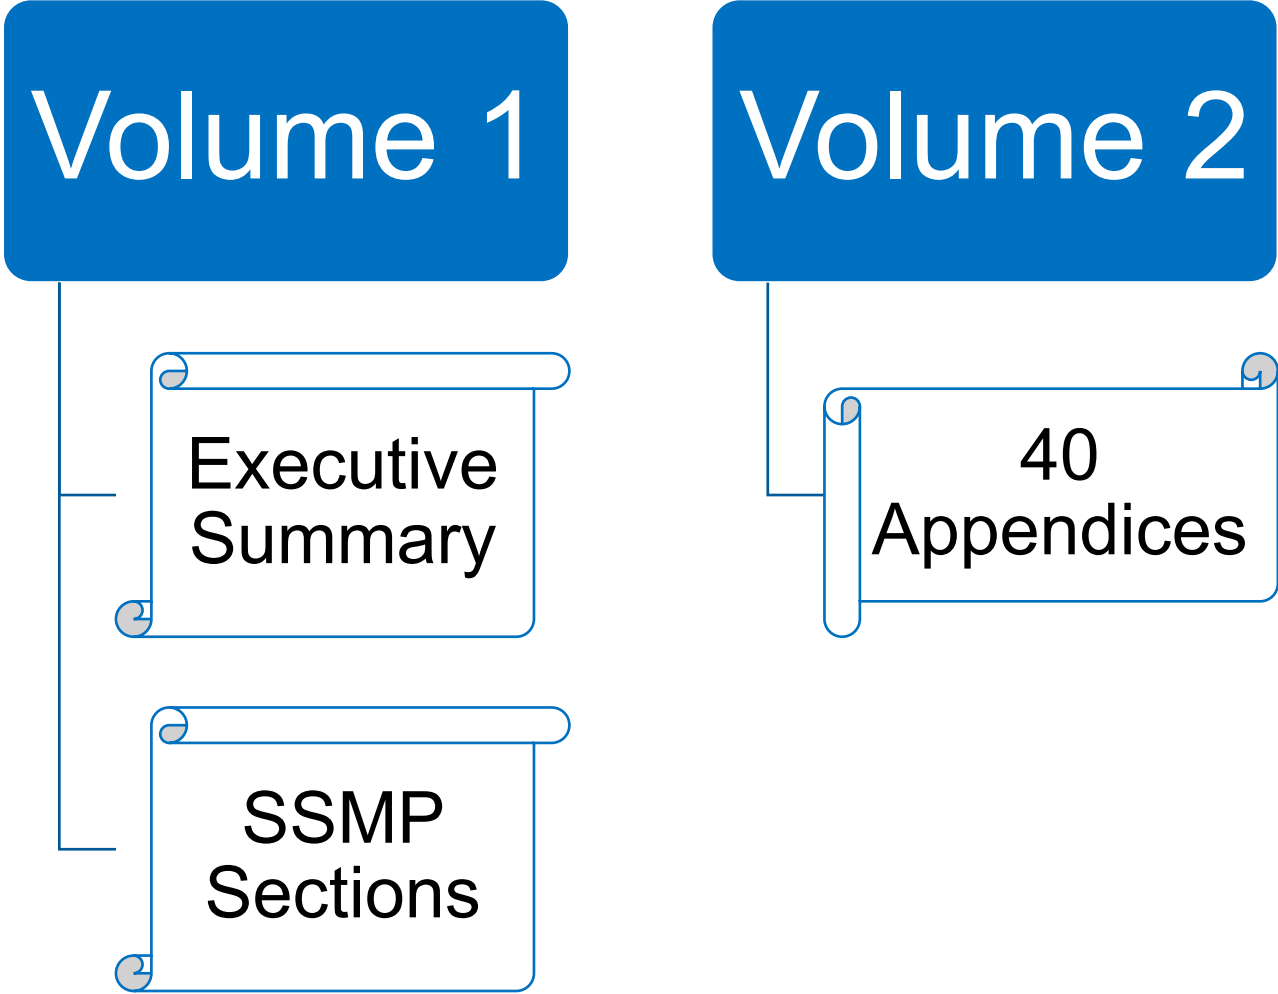 Volume 1
Executive
Summary
SSMP
Sections
Volume 2
40
Appendices